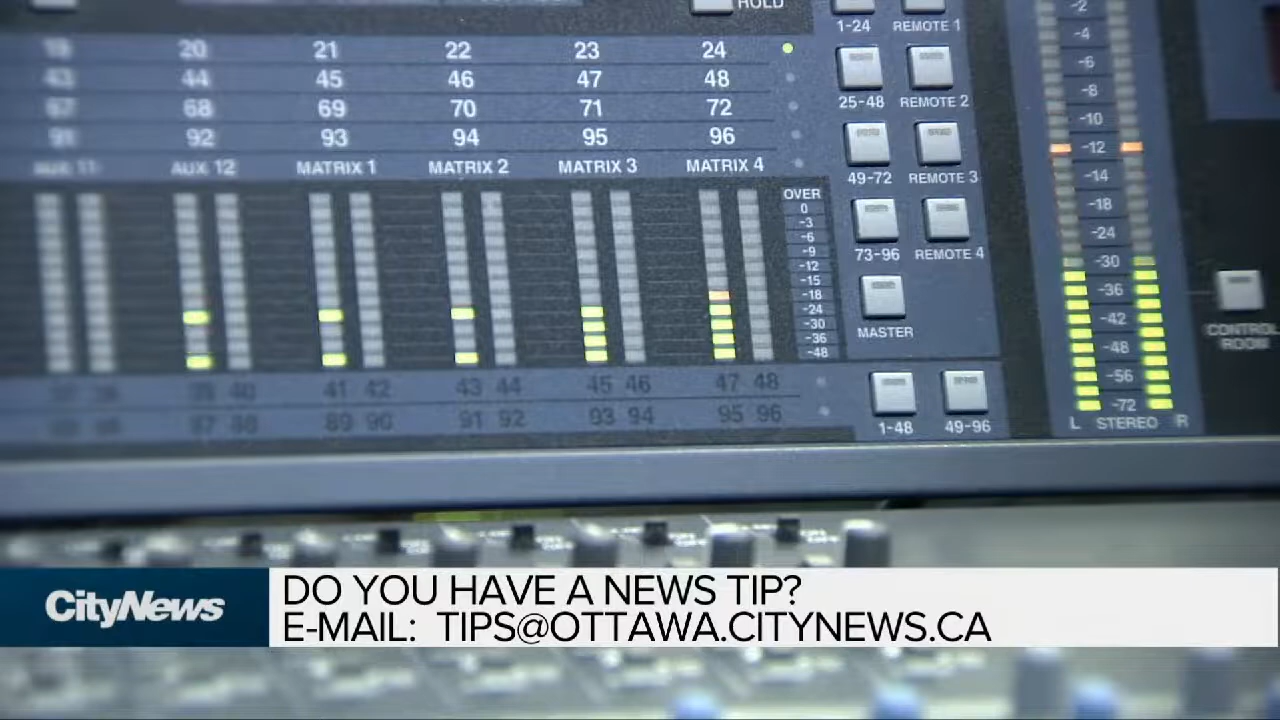 HOLD
1-24 REMOTE 1
19 20 21 22 23 24
43 44 45 46 47 48
67 68 69 70 71 72
91 92 93 94 95 96
AUX 11 AUX 12 MATRIX 1 MATRIX 2 MATRIX 3 MATRIX 4
25-48 REMOTE 2
49-72 REMOTE 3
73-96 REMOTE 4
MASTER
OVER
0
-3
-6
-9
-12
-15
-18
-24
-30
-36
-48
39 40 41 42 43 44 45 46 47 48
87 88 89 90 91 92 93 94 95 96
1-48 49-96
-2
-4
-6
-8
-10
-12
-14
-18
-24
-30
-36
-42
-48
-56
-72
L STEREO R
CONTROL
ROOM
CityNews
DO YOU HAVE A NEWS TIP?
E-MAIL: TIPS@OTTAWA.CITYNEWS.CA